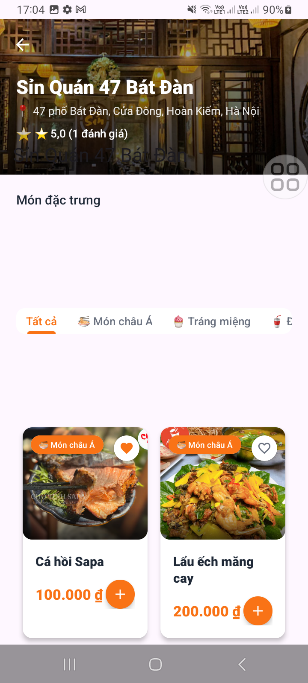 17:04
90%
Sỉn Quán 47 Bát Đàn
47 phố Bát Đàn, Cửa Đông, Hoàn Kiếm, Hà Nội
5,0 (1 đánh giá)
Món đặc trưng
Tất cả
Món châu Á
Tráng miệng
Món châu Á
Món châu Á
Cá hồi Sapa
100.000 ₫
Lẩu ếch măng
cay
200.000 ₫